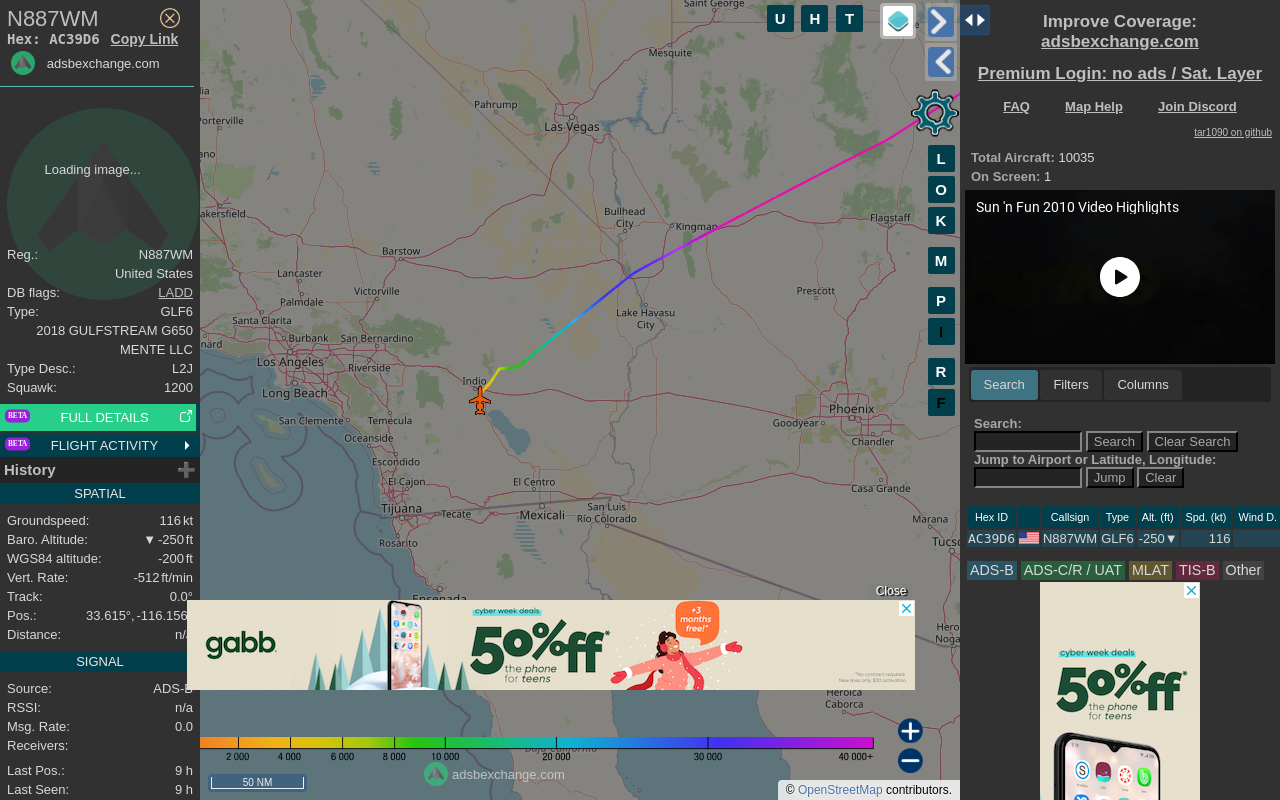 N887WM
Hex: AC39D6 Copy Link
adsbexchange.com
Loading image...
Reg.: N887WM
United States
DB flags: LADD
Type: GLF6
2018 GULFSTREAM G650
MENTE LLC
Type Desc.: L2J
Squawk: 1200
BETA FULL DETAILS
BETA FLIGHT ACTIVITY
History
SPATIAL
Groundspeed: 116 kt
Baro. Altitude: ▼ -250 ft
WGS84 altitude: -200 ft
Vert. Rate: -512 ft/min
Track: 0.0°
Pos.: 33.615°, -116.156
Distance: n/a
SIGNAL
Source: ADS-B
RSSI: n/a
Msg. Rate: 0.0
Receivers:
Last Pos.: 9 h
Last Seen: 9 h
Saint George
Mesquite
Pahrump
Las Vegas
lia
Porterville
ano
akersfield
Bullhead
City
Kingman
Flagstaff
Barstow
Lancaster
Victorville
Palmdale
Prescott
Lake Havasu
City
Santa Clarita
nard
Burbank
San Bernardino
Los Angeles
Riverside
Indio
Long Beach
San Clemente
Temecula
Phoenix
Goodyear
Oceanside
Chandler
Escondido
El Cajon
El Centro
Casa Grande
Tijuana
Tecate
Mexicali
San Luis
Río Colorado
Marana
Rosarito
Tucso
Ensenada
Hero
Noga
Heroica
Caborca
Baja California
U H T
L
O
K
M
P
I
R
F
Close
gabb
cyber week deals
50%off*
the phone
for teens
+3
months
free!*
*No contract required.
New lines only. $30 activation.
2 000 4 000 6 000 8 000 10 000 20 000 30 000 40 000+
adsbexchange.com
50 NM
© OpenStreetMap contributors.
Improve Coverage:
adsbexchange.com
Premium Login: no ads / Sat. Layer
FAQ Map Help Join Discord
tar1090 on github
Total Aircraft: 10035
On Screen: 1
Sun 'n Fun 2010 Video Highlights
Search Filters Columns
Search:
Search Clear Search
Jump to Airport or Latitude, Longitude:
Jump Clear
Hex ID Callsign Type Alt. (ft) Spd. (kt) Wind D.
AC39D6 N887WM GLF6 -250▼ 116
ADS-B ADS-C/R / UAT MLAT TIS-B Other
cyber week deals
50%off*
the phone
for teens